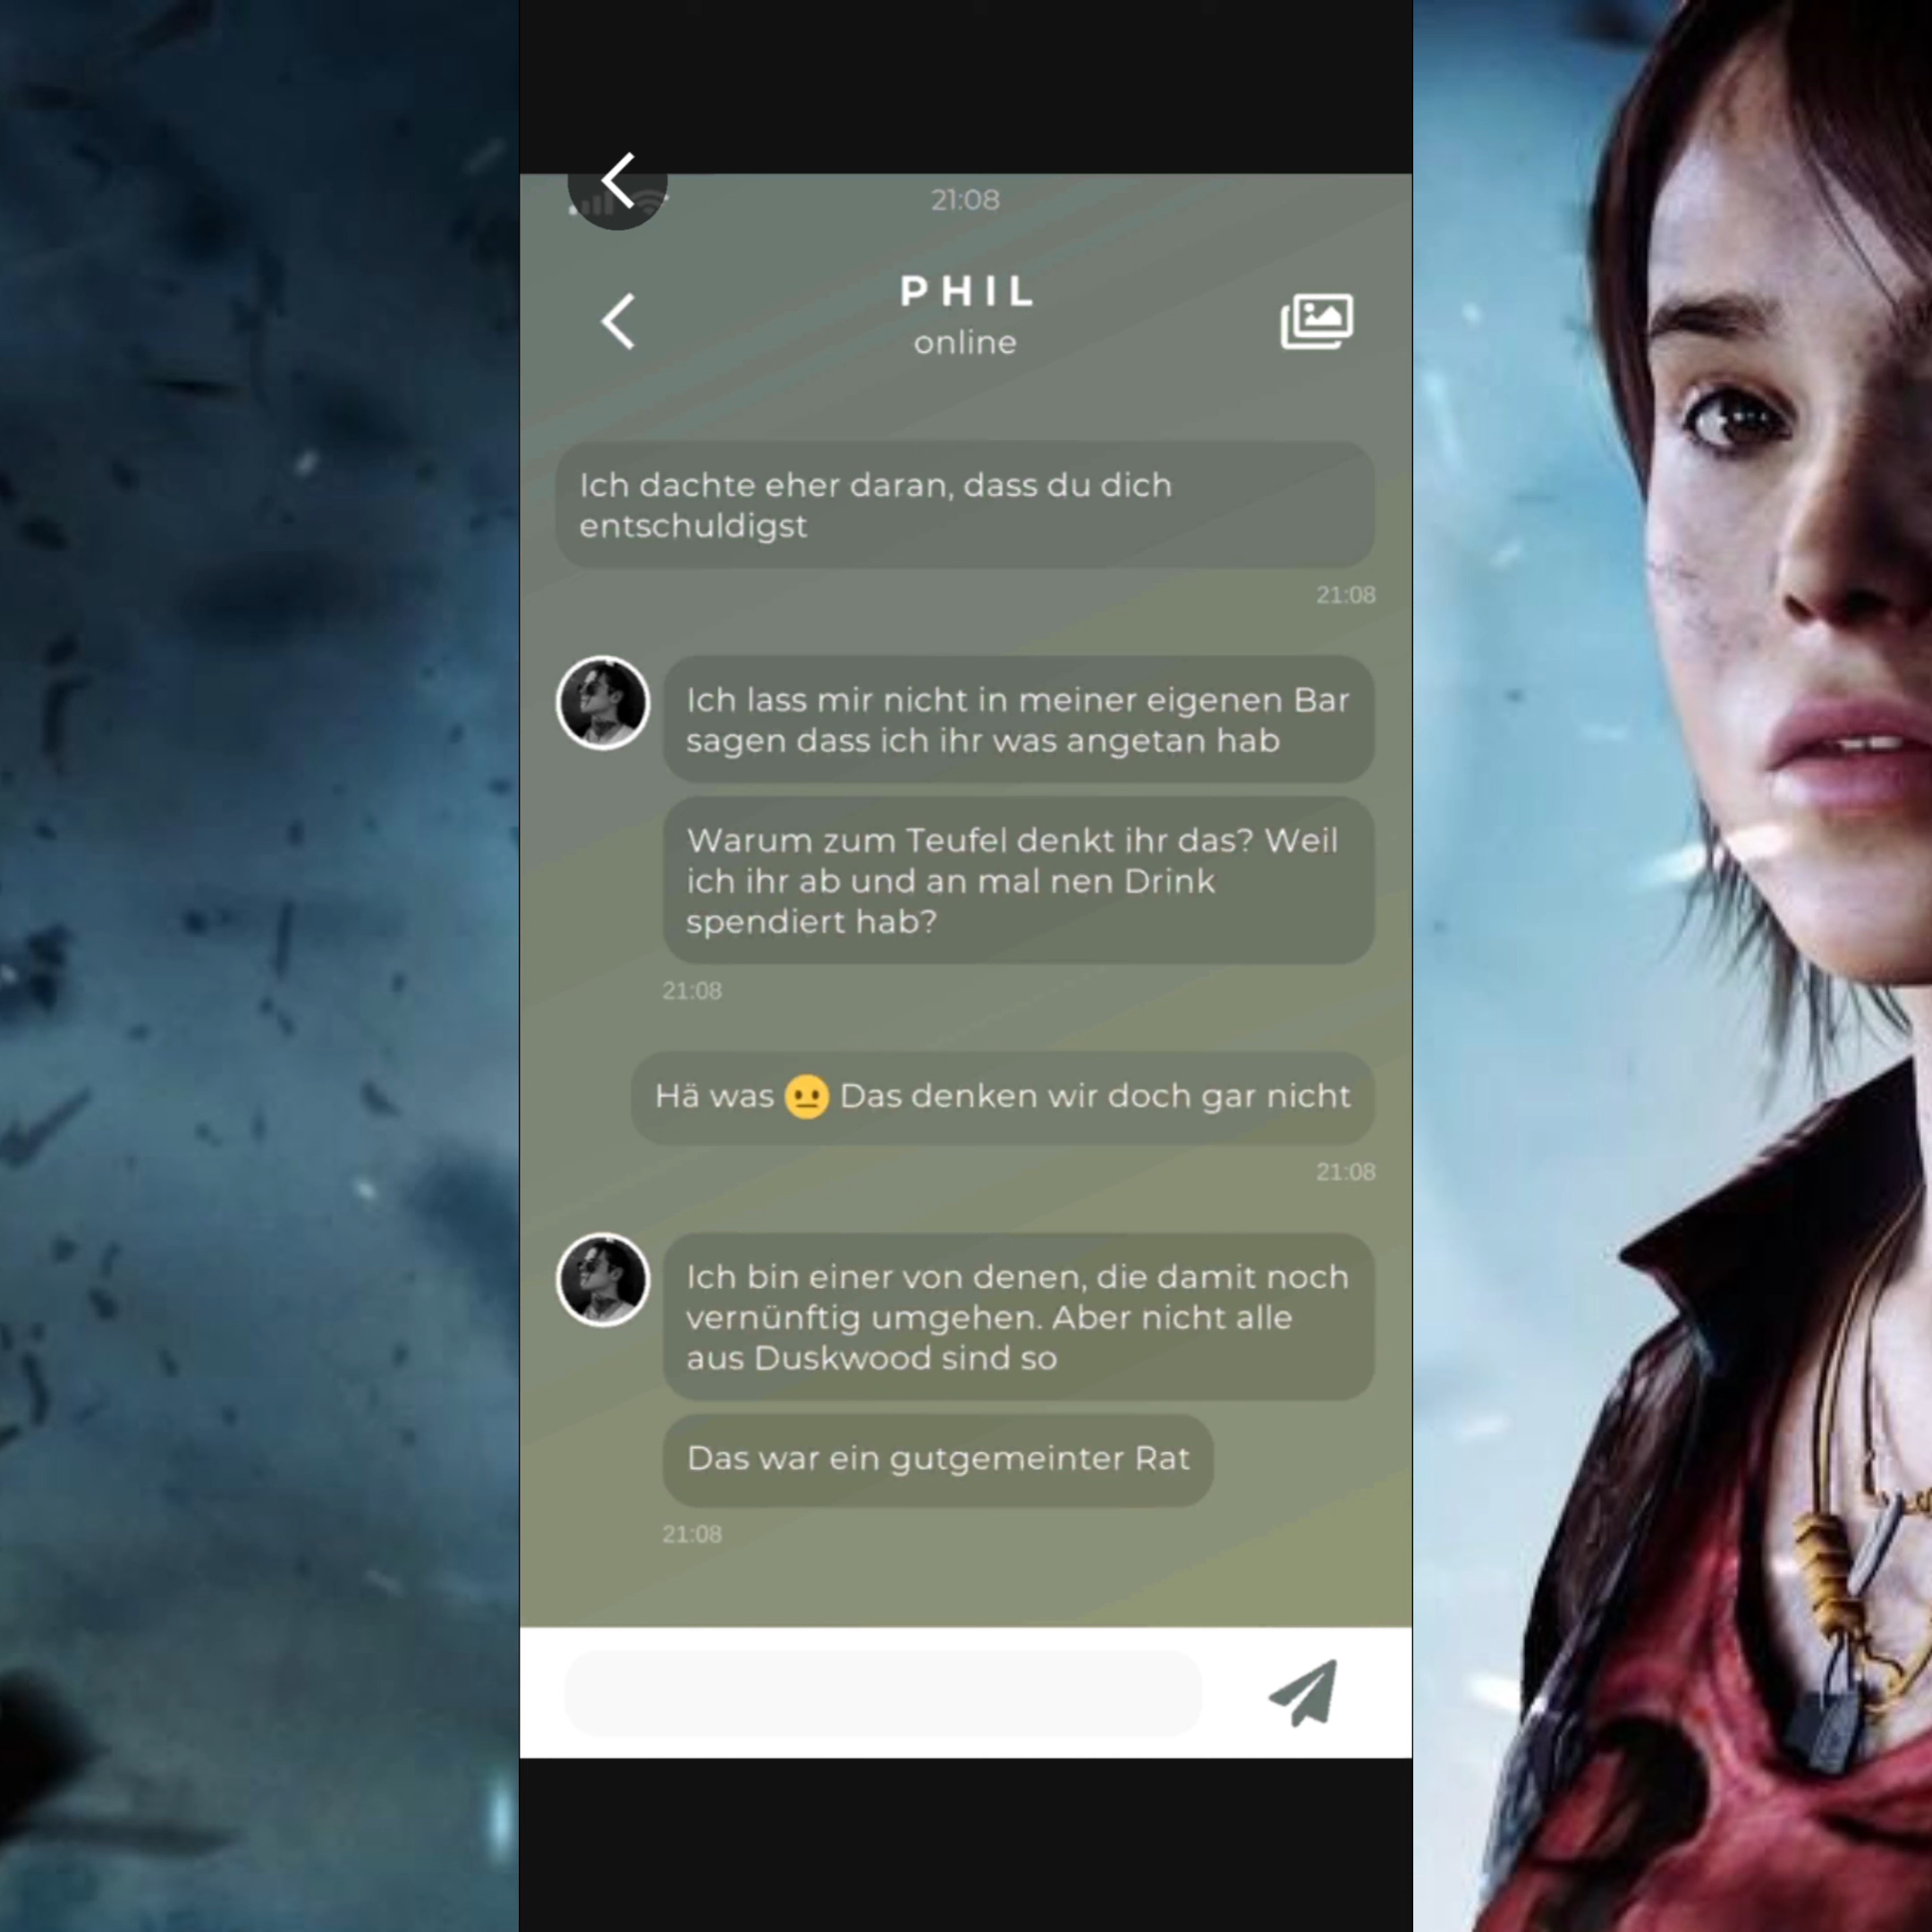 21:08
PHIL
online
Ich dachte eher daran, dass du dich
entschuldigst
21:08
Ich lass mir nicht in meiner eigenen Bar
sagen dass ich ihr was angetan hab
Warum zum Teufel denkt ihr das? Weil
ich ihr ab und an mal nen Drink
spendiert hab?
21:08
Hä was 😐 Das denken wir doch gar nicht
21:08
Ich bin einer von denen, die damit noch
vernünftig umgehen. Aber nicht alle
aus Duskwood sind so
Das war ein gutgemeinter Rat
21:08